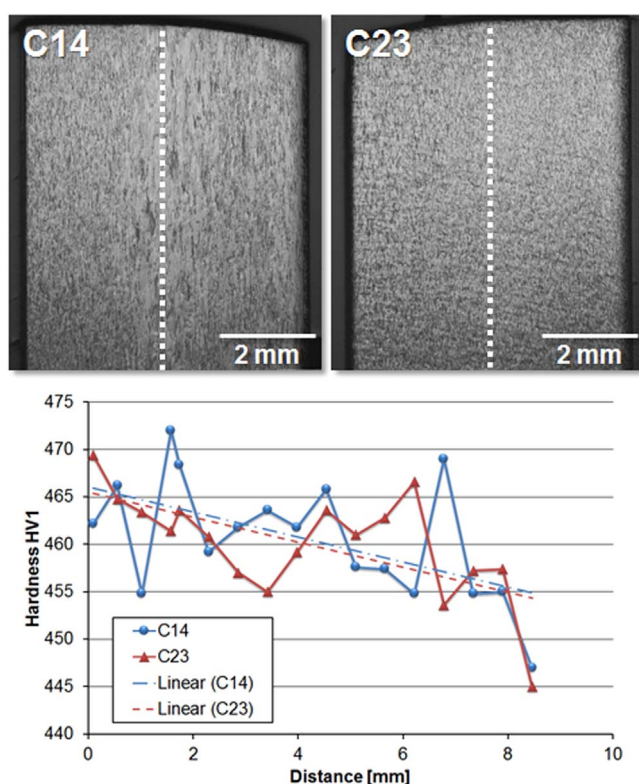 C14
C23
2 mm
2 mm
475
470
465
460
455
450
445
440
Hardness HV1
C14
C23
Linear (C14)
Linear (C23)
0
2
4
6
8
10
Distance [mm]